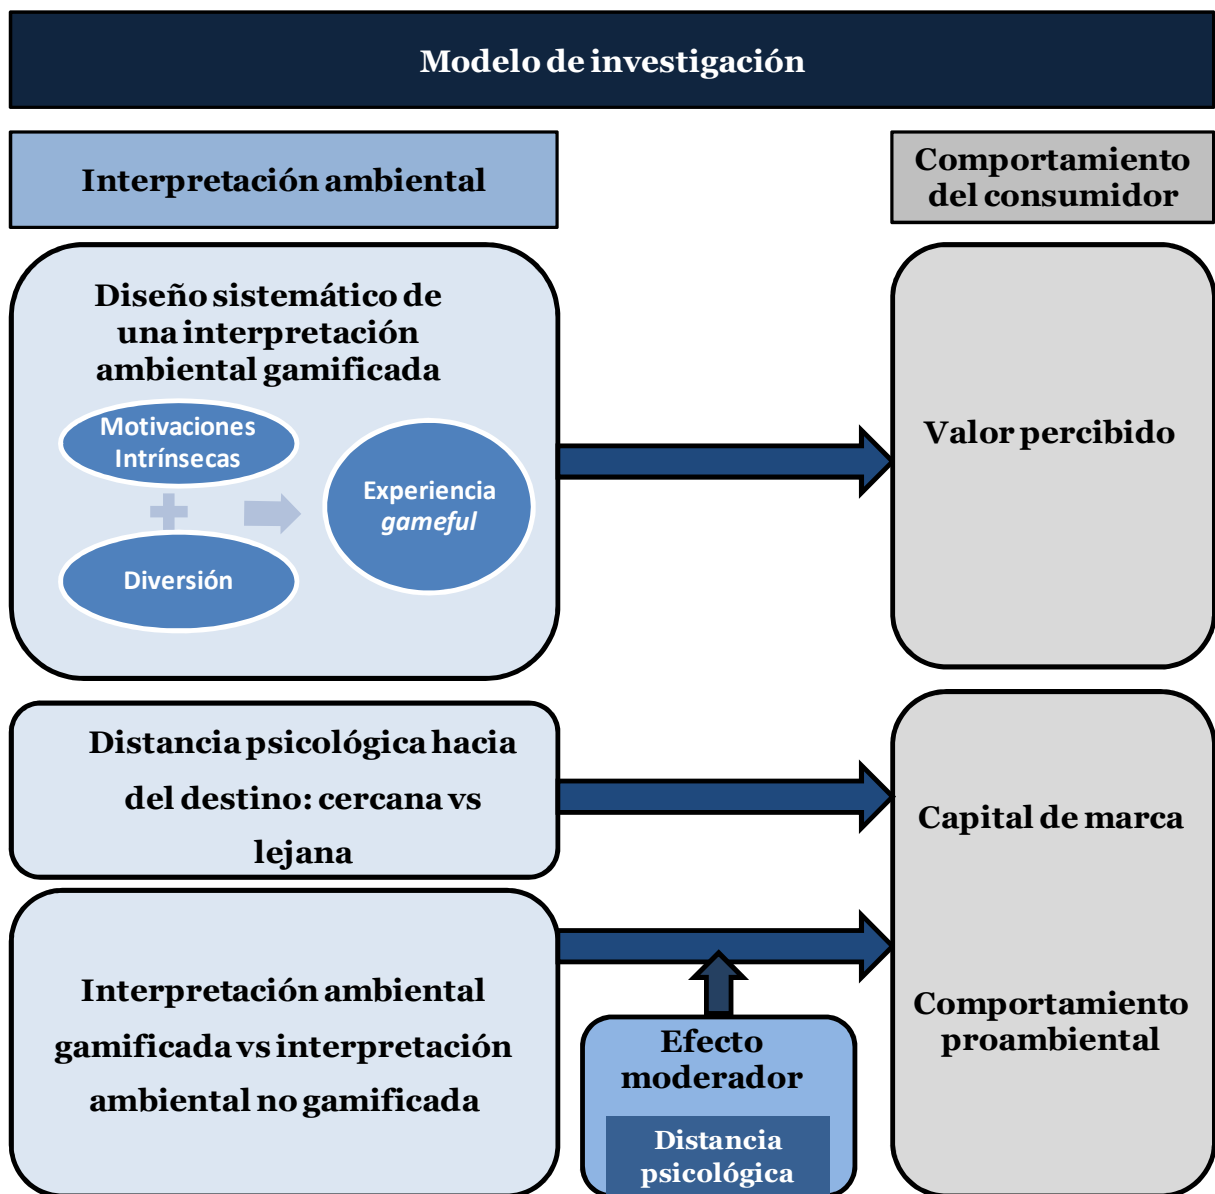 Modelo de investigación
Interpretación ambiental
Comportamiento
del consumidor
Diseño sistemático de
una interpretación
ambiental gamificada
Motivaciones
Intrínsecas
Diversión
Experiencia
gameful
Valor percibido
Distancia psicológica hacia
del destino: cercana vs
lejana
Capital de marca
Interpretación ambiental
gamificada vs interpretación
ambiental no gamificada
Efecto
moderador
Distancia
psicológica
Comportamiento
proambiental